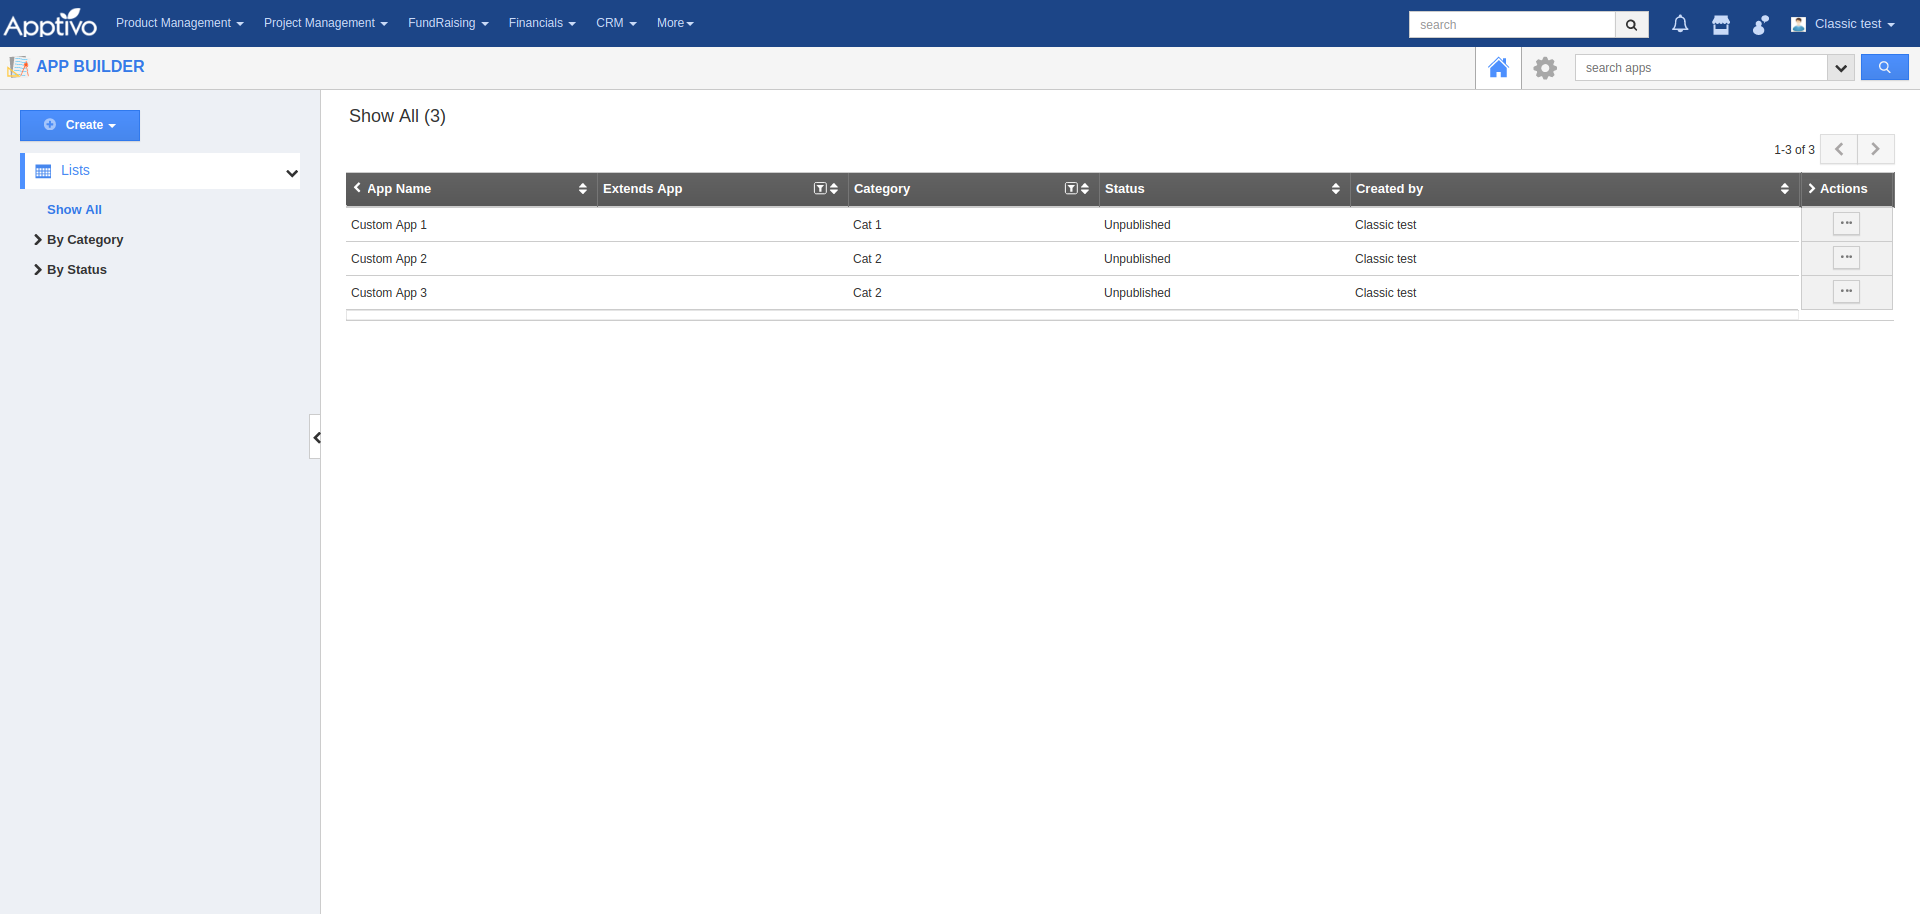 Apptivo Product Management Project Management FundRaising Financials CRM More search Classic test
APP BUILDER search apps
Create
Lists
Show All
By Category
By Status
Show All (3)
1-3 of 3
App Name Extends App Category Status Created by Actions
Custom App 1 Cat 1 Unpublished Classic test
Custom App 2 Cat 2 Unpublished Classic test
Custom App 3 Cat 2 Unpublished Classic test